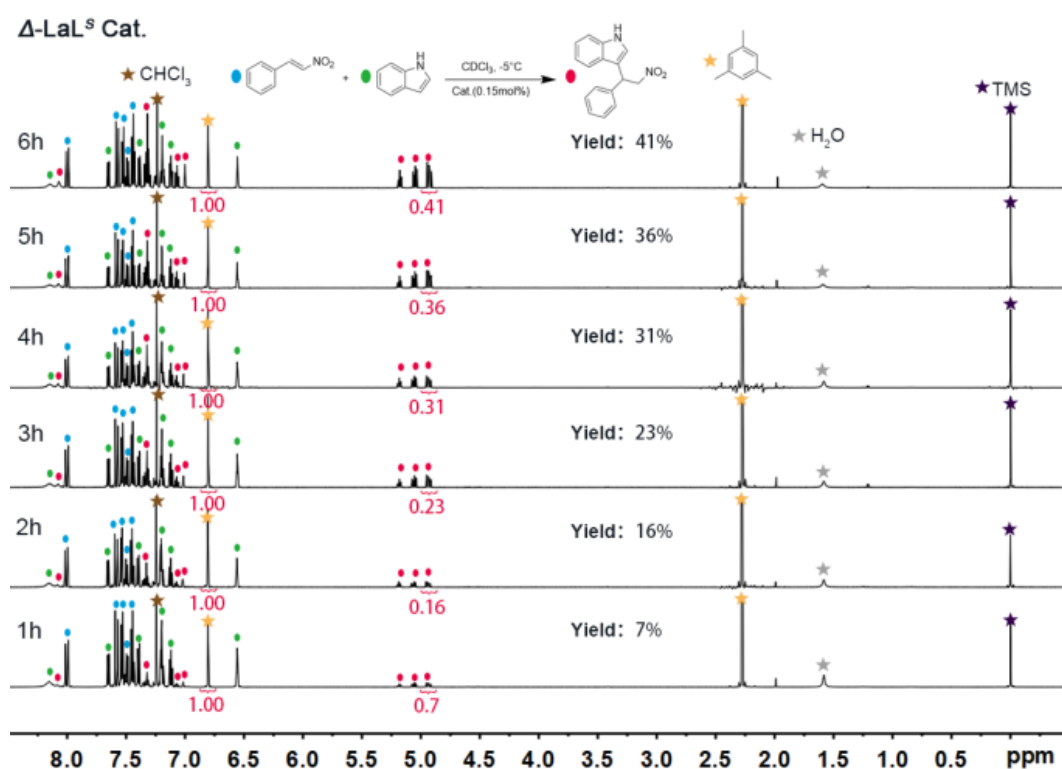 Δ-LaL^S Cat.
CHCl₃
NO₂
+
H
N
CDCl₃, -5°C
Cat.(0.15mol%)
H
N
NO₂
TMS
6h
Yield: 41%
H₂O
1.00
0.41
5h
Yield: 36%
1.00
0.36
4h
Yield: 31%
1.00
0.31
3h
Yield: 23%
1.00
0.23
2h
Yield: 16%
1.00
0.16
1h
Yield: 7%
1.00
0.7
8.0 7.5 7.0 6.5 6.0 5.5 5.0 4.5 4.0 3.5 3.0 2.5 2.0 1.5 1.0 0.5 ppm